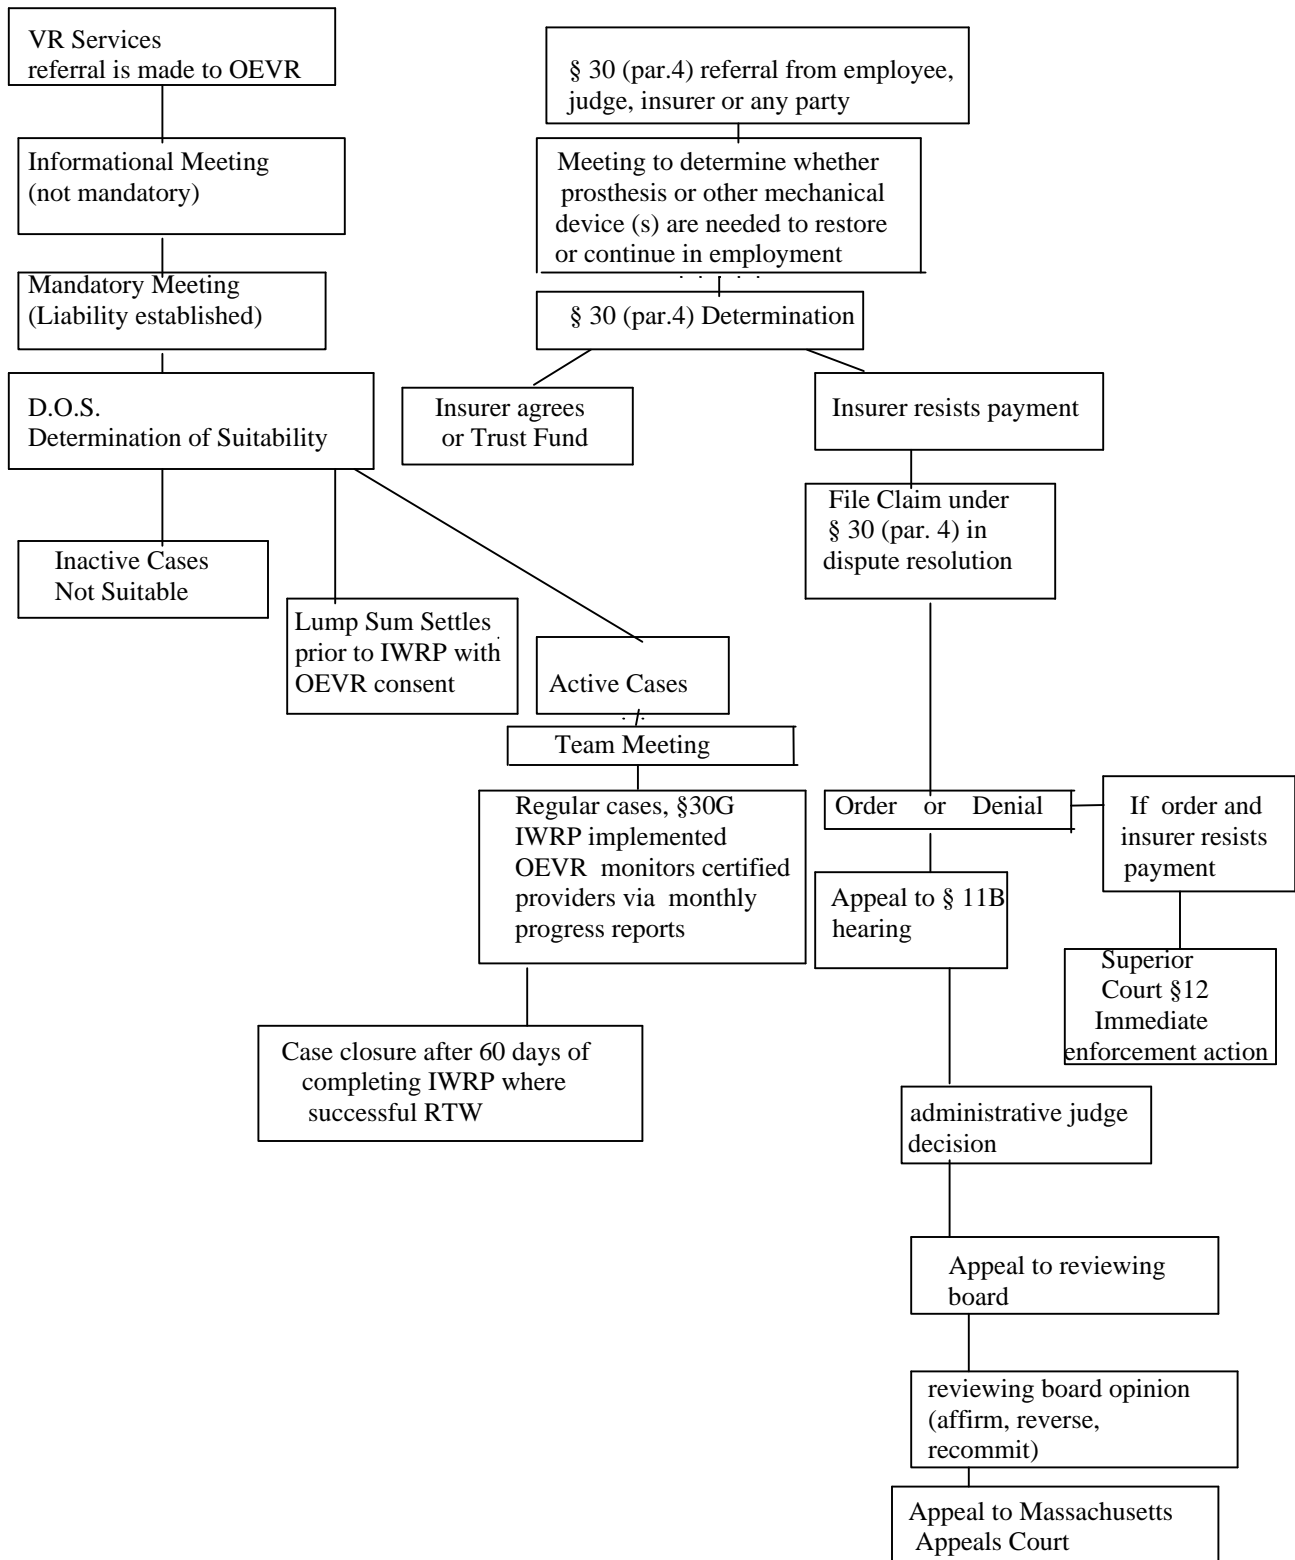 VR Services
referral is made to OEVR
Informational Meeting
(not mandatory)
Mandatory Meeting
(Liability established)
D.O.S.
Determination of Suitability
Inactive Cases
Not Suitable
Lump Sum Settles
prior to IWRP with
OEVR consent
Active Cases
Team Meeting
Regular cases, §30G
IWRP implemented
OEVR monitors certified
providers via monthly
progress reports
Case closure after 60 days of
completing IWRP where
successful RTW
§ 30 (par.4) referral from employee,
judge, insurer or any party
Meeting to determine whether
prosthesis or other mechanical
device (s) are needed to restore
or continue in employment
§ 30 (par.4) Determination
Insurer agrees
or Trust Fund
Insurer resists payment
File Claim under
§ 30 (par. 4) in
dispute resolution
Order or Denial
If order and
insurer resists
payment
Superior
Court §12
Immediate
enforcement action
Appeal to § 11B
hearing
administrative judge
decision
Appeal to reviewing
board
reviewing board opinion
(affirm, reverse,
recommit)
Appeal to Massachusetts
Appeals Court